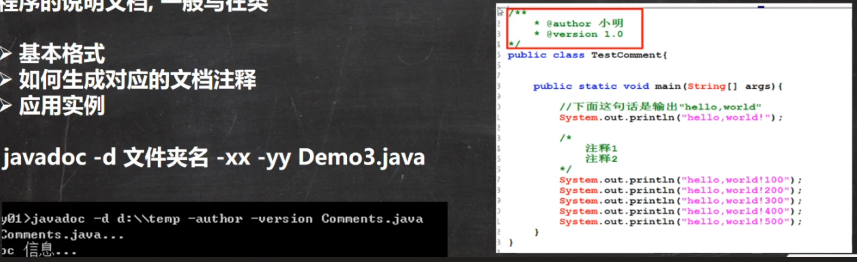 程序的说明文档, 一般写在类
➢ 基本格式
➢ 如何生成对应的文档注释
➢ 应用实例
javadoc -d 文件夹名 -xx -yy Demo3.java
y01>javadoc -d d:\\temp -author -version Comments.java
Comments.java...
oc 信息...
/**
* @author 小明
* @version 1.0
*/
public class TestComment{
public static void main(String[] args){
//下面这句话是输出"hello,world"
System.out.println("hello,world!");
/*
注释1
注释2
*/
System.out.println("hello,world!100");
System.out.println("hello,world!200");
System.out.println("hello,world!300");
System.out.println("hello,world!400");
System.out.println("hello,world!500");
}
}